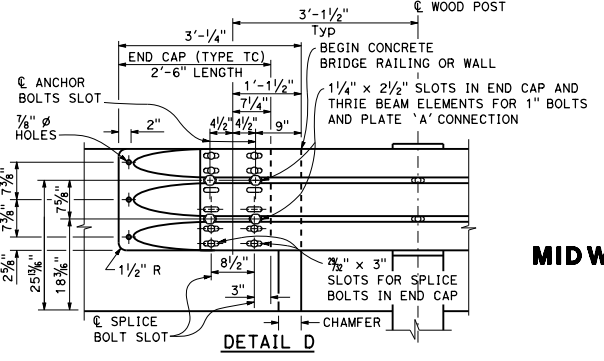 3'-1½"
Typ
℄ WOOD POST
3'-¼"
END CAP (TYPE TC)
2'-6" LENGTH
BEGIN CONCRETE
BRIDGE RAILING OR WALL
℄ ANCHOR
BOLTS SLOT
1'-1½"
7¼"
1¼" x 2½" SLOTS IN END CAP AND
THRIE BEAM ELEMENTS FOR 1" BOLTS
AND PLATE 'A' CONNECTION
⅞" Ø
HOLES
2"
4½" 4½" 9"
7⅜"
7⅝"
7⅜"
2⅝"
25 13/16"
18 3/16"
1½" R
8½"
3"
29/32" x 3"
SLOTS FOR SPLICE
BOLTS IN END CAP
℄ SPLICE
BOLT SLOT
CHAMFER
DETAIL D
MIDW